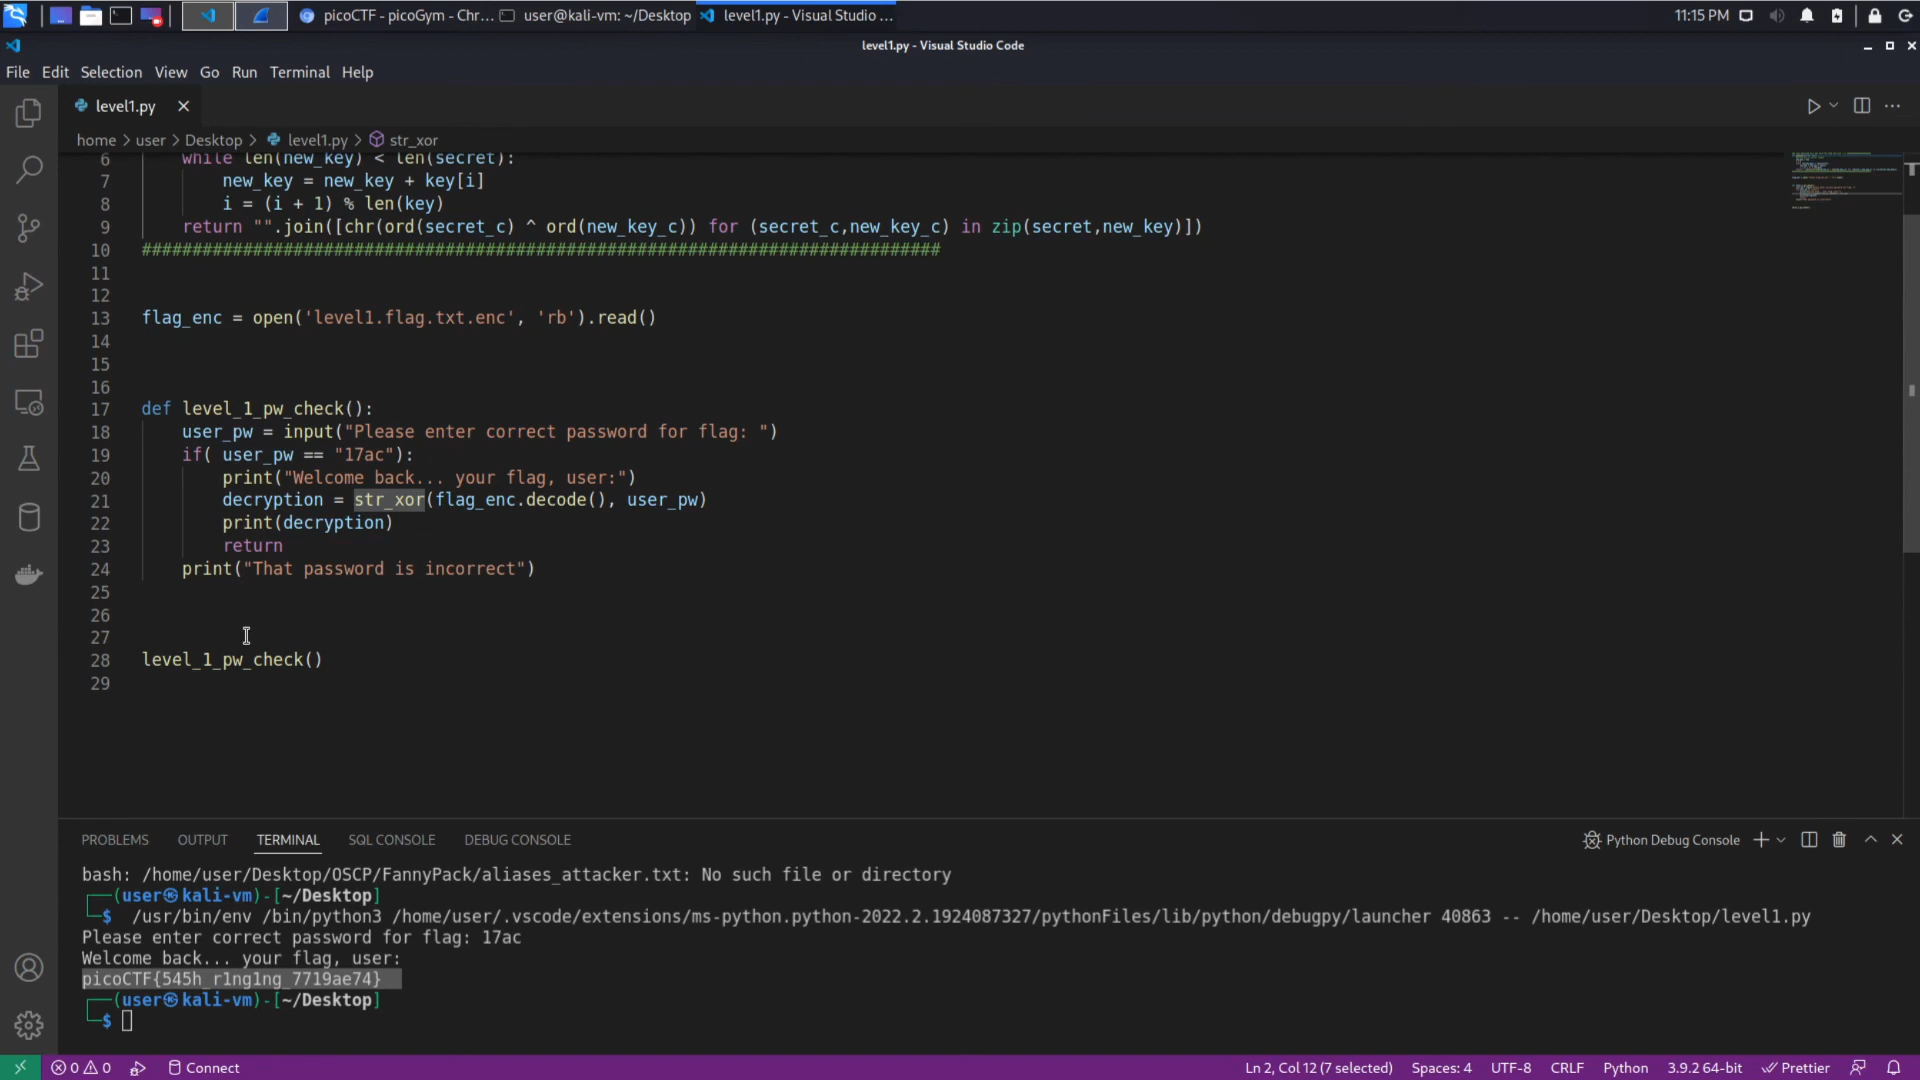 picoCTF - picoGym - Chr...
user@kali-vm: ~/Desktop
level1.py - Visual Studio ...
11:15 PM
level1.py - Visual Studio Code
File Edit Selection View Go Run Terminal Help
level1.py
home > user > Desktop > level1.py > str_xor
6 while len(new_key) < len(secret):
7 new_key = new_key + key[i]
8 i = (i + 1) % len(key)
9 return "".join([chr(ord(secret_c) ^ ord(new_key_c)) for (secret_c,new_key_c) in zip(secret,new_key)])
10 ###############################################################################
11
12
13 flag_enc = open('level1.flag.txt.enc', 'rb').read()
14
15
16
17 def level_1_pw_check():
18 user_pw = input("Please enter correct password for flag: ")
19 if( user_pw == "17ac"):
20 print("Welcome back... your flag, user:")
21 decryption = str_xor(flag_enc.decode(), user_pw)
22 print(decryption)
23 return
24 print("That password is incorrect")
25
26
27
28 level_1_pw_check()
29
PROBLEMS OUTPUT TERMINAL SQL CONSOLE DEBUG CONSOLE
Python Debug Console
bash: /home/user/Desktop/OSCP/FannyPack/aliases_attacker.txt: No such file or directory
┌──(user㉿kali-vm)-[~/Desktop]
└─$ /usr/bin/env /bin/python3 /home/user/.vscode/extensions/ms-python.python-2022.2.1924087327/pythonFiles/lib/python/debugpy/launcher 40863 -- /home/user/Desktop/level1.py
Please enter correct password for flag: 17ac
Welcome back... your flag, user:
picoCTF{545h_r1ng1ng_7719ae74}
┌──(user㉿kali-vm)-[~/Desktop]
└─$
0 0 Connect
Ln 2, Col 12 (7 selected) Spaces: 4 UTF-8 CRLF Python 3.9.2 64-bit Prettier